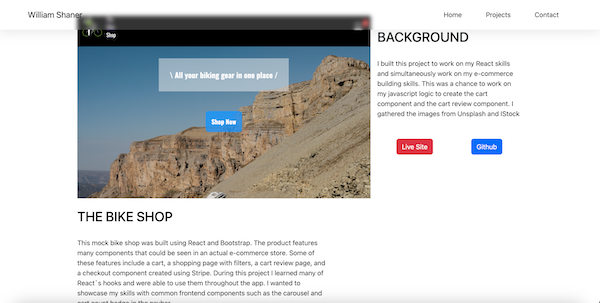 William Shaner
Home
Projects
Contact
Shop
\ All your biking gear in one place /
Shop Now
BACKGROUND
I built this project to work on my React skills
and simultaneously work on my e-commerce
building skills. This was a chance to work on
my javascript logic to create the cart
component and the cart review component. I
gathered the images from Unsplash and IStock
Live Site
Github
THE BIKE SHOP
This mock bike shop was built using React and Bootstrap. The product features
many components that could be seen in an actual e-commerce store. Some of
these features include a cart, a shopping page with filters, a cart review page, and
a checkout component created using Stripe. During this project I learned many of
React`s hooks and were able to use them throughout the app. I wanted to
showcase my skills with common frontend components such as the carousel and
cart count badge in the navbar.